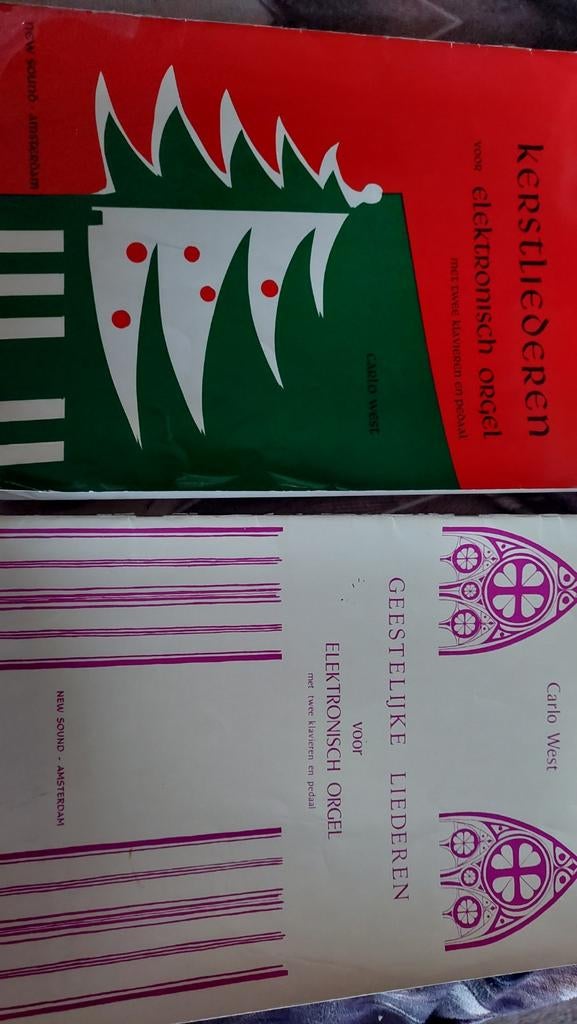 KERSTLIEDEREN
VOOR ELEKTRONISCH ORGEL
MET TWEE KLAVIEREN EN PEDAAL
CARLO WEST
NEW SOUND - AMSTERDAM
Carlo West
GEESTELIJKE LIEDEREN
voor
ELEKTRONISCH ORGEL
met twee klavieren en pedaal
NEW SOUND - AMSTERDAM